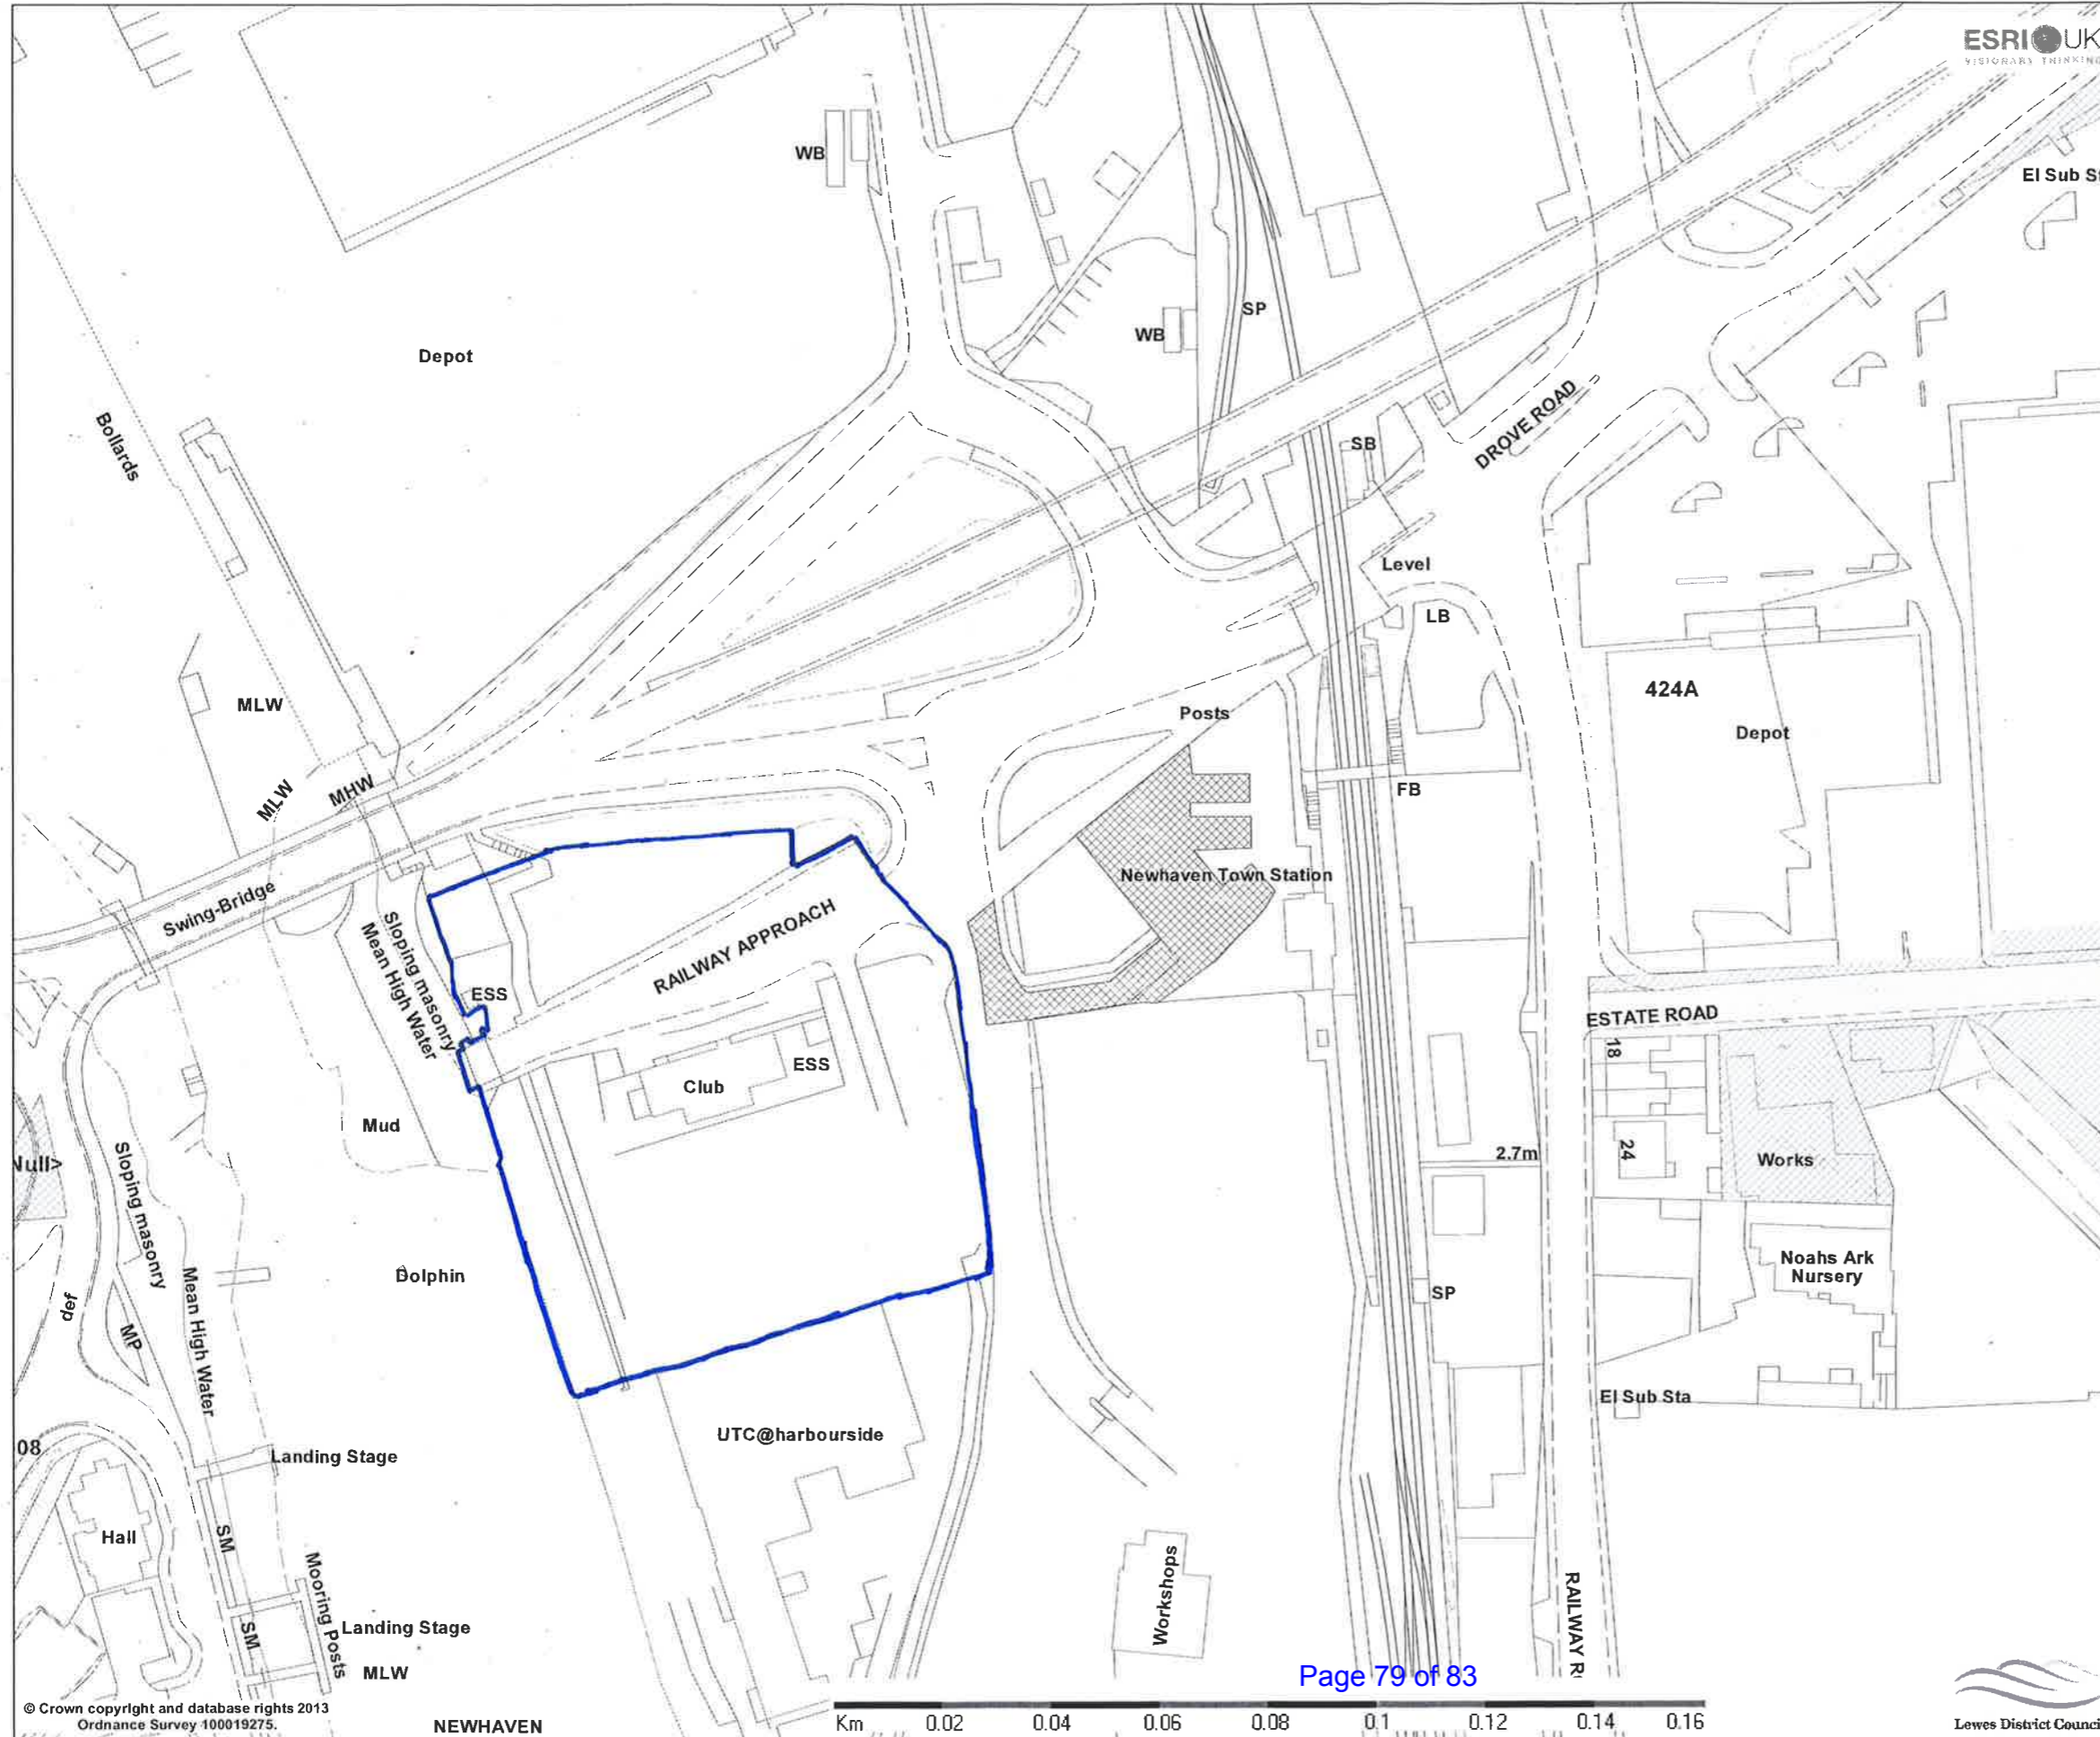 ESRI UK
VISIONARY THINKING
WB
El Sub St
SP
WB
Depot
Bollards
DROVE ROAD
SB
Level
LB
MLW
424A
Posts
Depot
MLW
MHW
FB
Newhaven Town Station
Swing-Bridge
Sloping masonry
Mean High Water
RAILWAY APPROACH
ESS
ESTATE ROAD
18
ESS
Club
Mud
24
2.7m
Works
Null>
Sloping masonry
Noahs Ark
Nursery
Dolphin
Mean High Water
def
SP
MP
El Sub Sta
UTC@harbourside
08
Landing Stage
Hall
SM
Mooring Posts
Workshops
RAILWAY R
Landing Stage
SM
MLW
Page 79 of 83
© Crown copyright and database rights 2013
Ordnance Survey 100019275.
NEWHAVEN
Km 0.02 0.04 0.06 0.08 0.1 0.12 0.14 0.16
Lewes District Counci